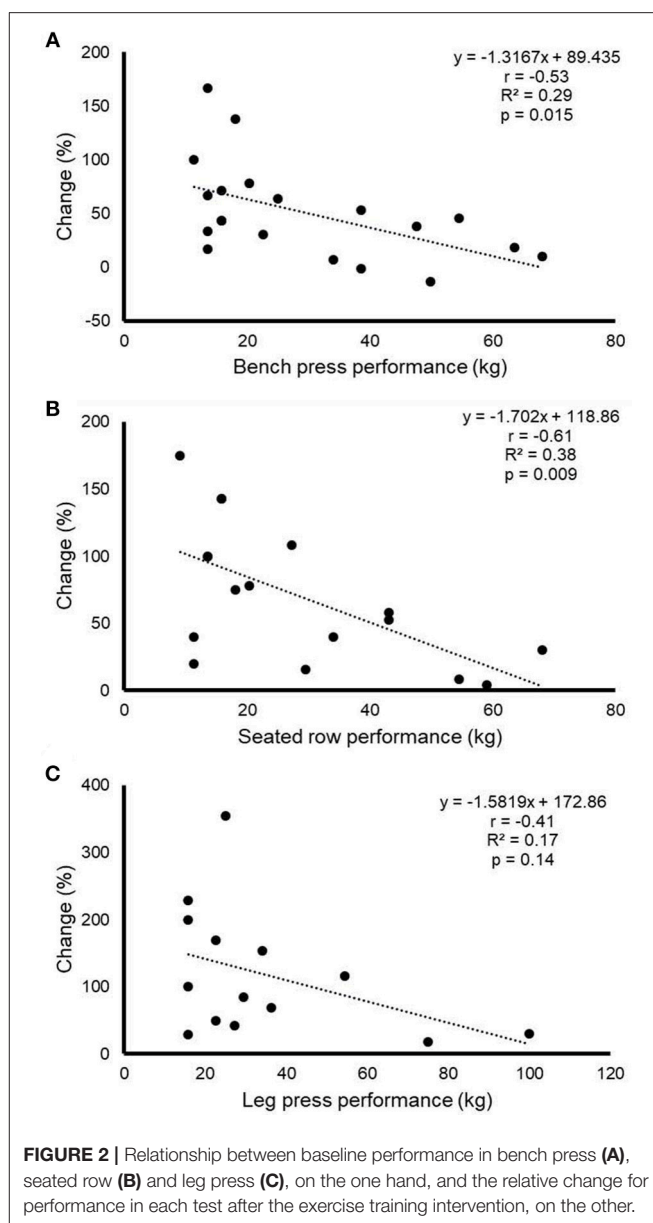 A
y = -1.3167x + 89.435
r = -0.53
R² = 0.29
p = 0.015
Change (%)
200
150
100
50
0
-50
0 20 40 60 80
Bench press performance (kg)
B
y = -1.702x + 118.86
r = -0.61
R² = 0.38
p = 0.009
Change (%)
200
150
100
50
0
0 20 40 60 80
Seated row performance (kg)
C
y = -1.5819x + 172.86
r = -0.41
R² = 0.17
p = 0.14
Change (%)
400
300
200
100
0
0 20 40 60 80 100 120
Leg press performance (kg)
FIGURE 2 | Relationship between baseline performance in bench press (A),
seated row (B) and leg press (C), on the one hand, and the relative change for
performance in each test after the exercise training intervention, on the other.